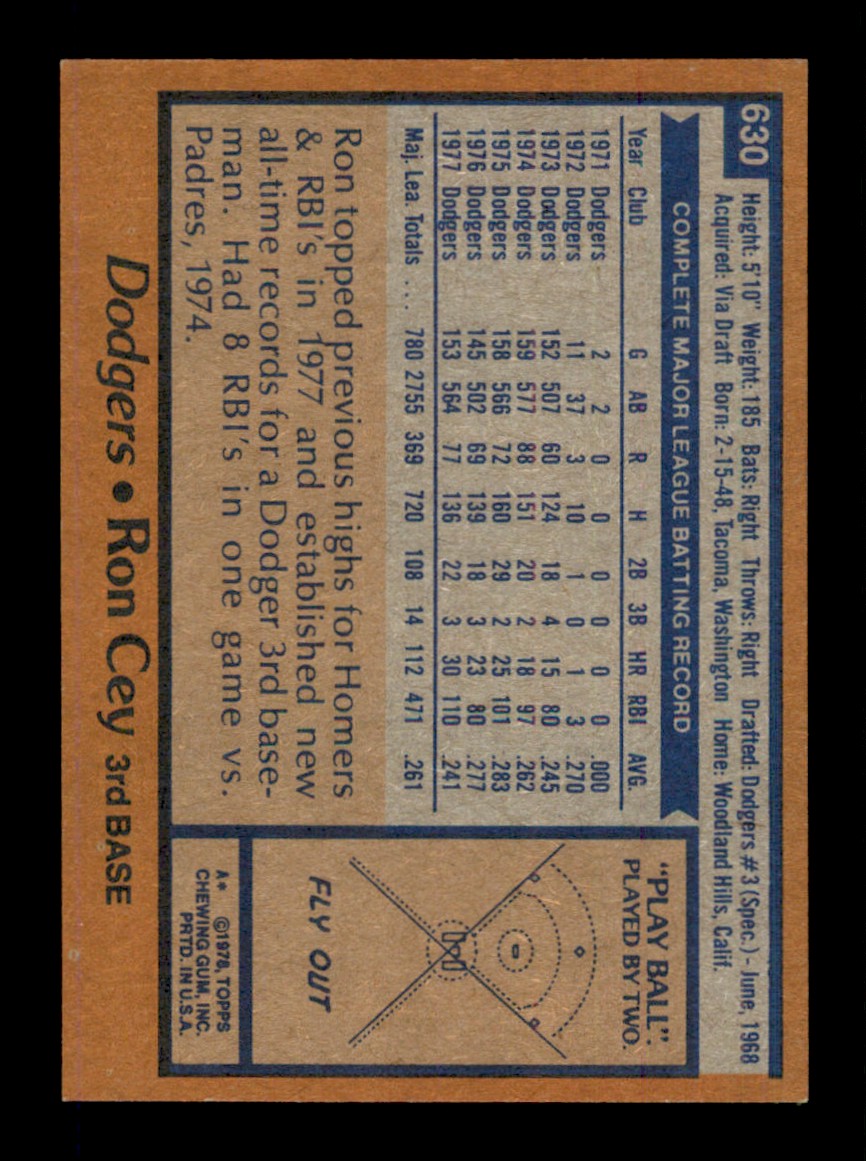 630
Height: 5'10" Weight: 185 Bats: Right Throws: Right Drafted: Dodgers #3 (Spec.) - June, 1968
Acquired: Via Draft Born: 2-15-48, Tacoma, Washington Home: Woodland Hills, Calif.
COMPLETE MAJOR LEAGUE BATTING RECORD
Year Club G AB R H 2B 3B HR RBI AVG.
1971 Dodgers 2 2 0 0 0 0 0 0 .000
1972 Dodgers 11 37 3 10 1 0 1 3 .270
1973 Dodgers 152 507 60 124 18 4 15 80 .245
1974 Dodgers 159 577 88 151 20 2 18 97 .262
1975 Dodgers 158 566 72 160 29 2 25 101 .283
1976 Dodgers 145 502 69 139 18 3 23 80 .277
1977 Dodgers 153 564 77 136 22 3 30 110 .241
Maj. Lea. Totals ... 780 2755 369 720 108 14 112 471 .261
Ron topped previous highs for Homers
& RBI's in 1977 and established new
all-time records for a Dodger 3rd base-
man. Had 8 RBI's in one game vs.
Padres, 1974.
"PLAY BALL"
PLAYED BY TWO.
FLY OUT
A* ©1978, TOPPS
CHEWING GUM, INC.
PRTD. IN U.S.A.
Dodgers • Ron Cey 3rd BASE